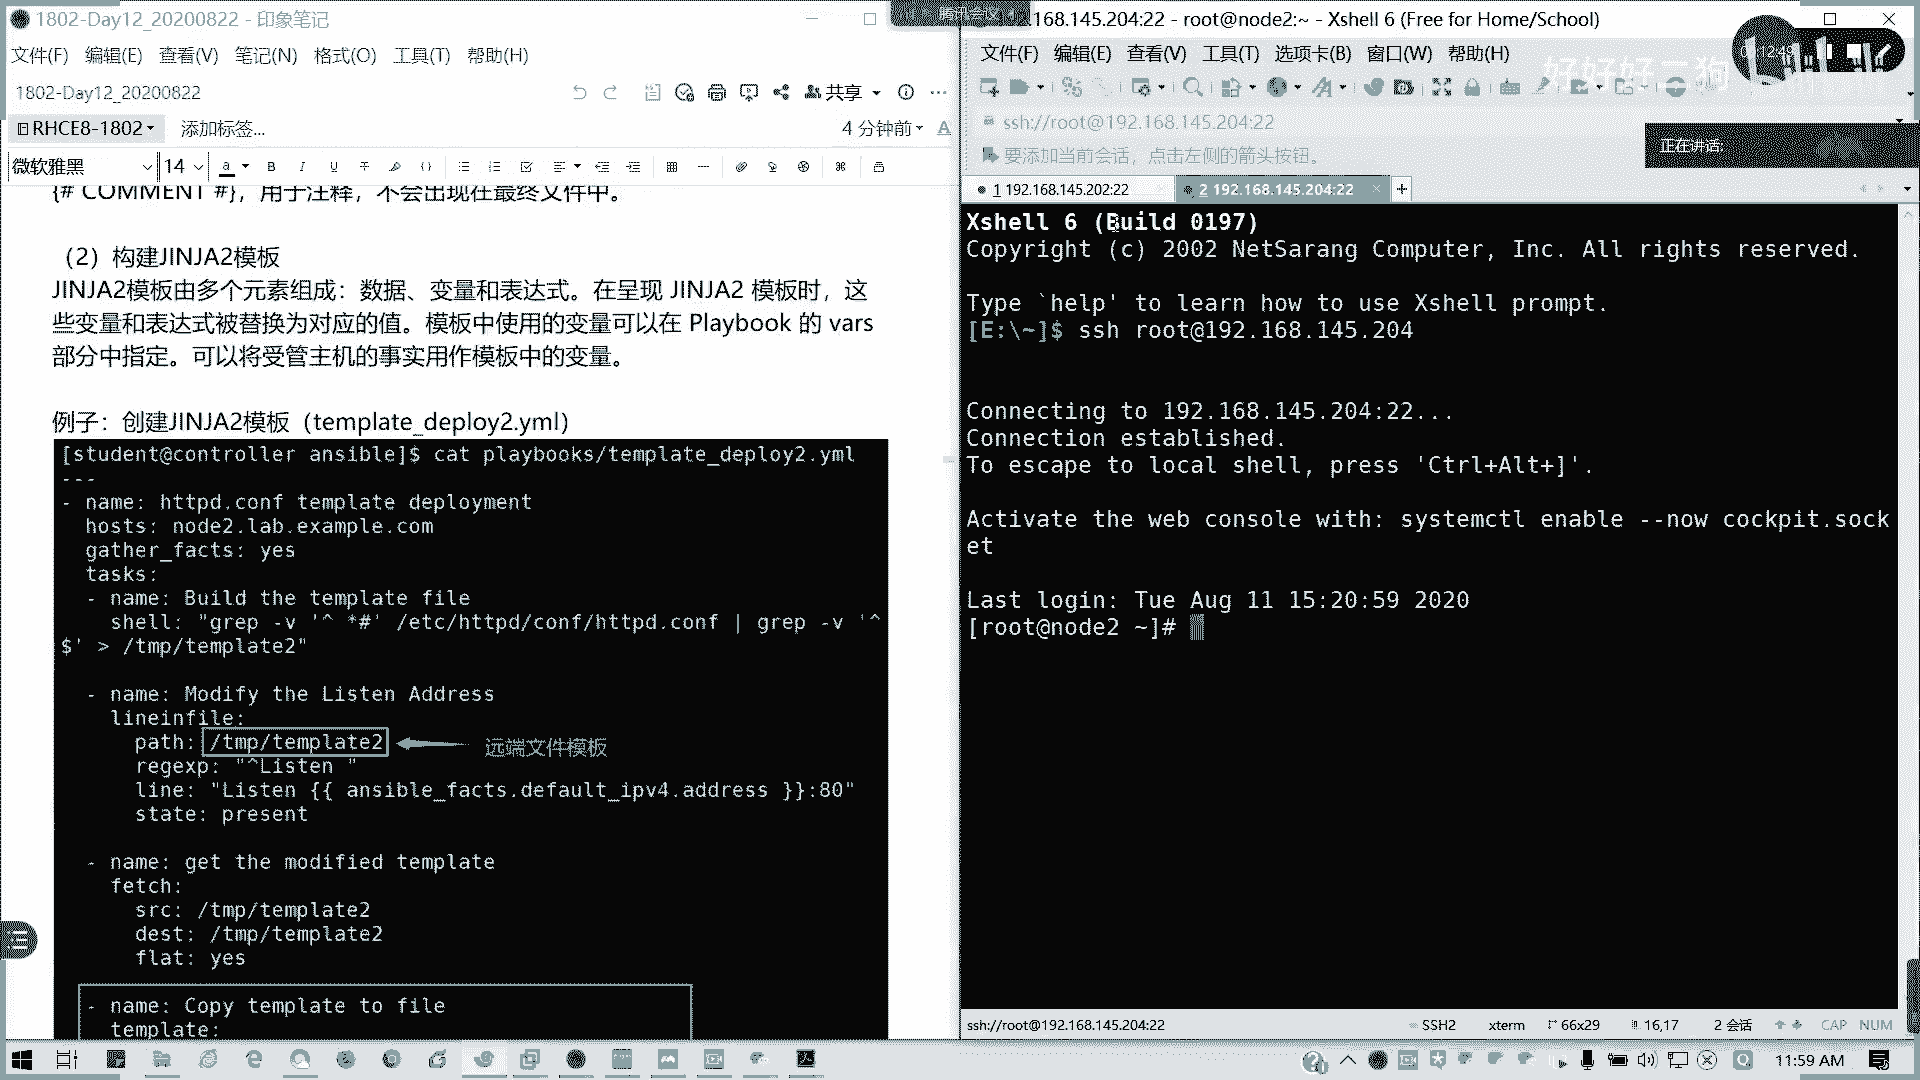 1802-Day12_20200822 - 印象笔记
文件(F) 编辑(E) 查看(V) 笔记(N) 格式(O) 工具(T) 帮助(H)
1802-Day12_20200822
共享
RHCE8-1802
添加标签...
4 分钟前
微软雅黑 14
{# COMMENT #}，用于注释，不会出现在最终文件中。
（2）构建JINJA2模板
JINJA2模板由多个元素组成：数据、变量和表达式。在呈现 JINJA2 模板时，这
些变量和表达式被替换为对应的值。模板中使用的变量可以在 Playbook 的 vars
部分中指定。可以将受管主机的事实用作模板中的变量。
例子：创建JINJA2模板（template_deploy2.yml）
[student@controller ansible]$ cat playbooks/template_deploy2.yml
---
- name: httpd.conf template deployment
hosts: node2.lab.example.com
gather_facts: yes
tasks:
- name: Build the template file
shell: "grep -v '^ *#' /etc/httpd/conf/httpd.conf | grep -v '^
$' > /tmp/template2"
- name: Modify the Listen Address
lineinfile:
path: /tmp/template2
远端文件模板
regexp: "^Listen "
line: "Listen {{ ansible_facts.default_ipv4.address }}:80"
state: present
- name: get the modified template
fetch:
src: /tmp/template2
dest: /tmp/template2
flat: yes
- name: Copy template to file
template:
腾讯会议
168.145.204:22 - root@node2:~ - Xshell 6 (Free for Home/School)
文件(F) 编辑(E) 查看(V) 工具(T) 选项卡(B) 窗口(W) 帮助(H)
好好好二狗
ssh://root@192.168.145.204:22
要添加当前会话，点击左侧的箭头按钮。
正在讲话:
1 192.168.145.202:22
2 192.168.145.204:22
Xshell 6 (Build 0197)
Copyright (c) 2002 NetSarang Computer, Inc. All rights reserved.
Type `help' to learn how to use Xshell prompt.
[E:\~]$ ssh root@192.168.145.204
Connecting to 192.168.145.204:22...
Connection established.
To escape to local shell, press 'Ctrl+Alt+]'.
Activate the web console with: systemctl enable --now cockpit.sock
et
Last login: Tue Aug 11 15:20:59 2020
[root@node2 ~]#
ssh://root@192.168.145.204:22
SSH2
xterm
66x29
16,17
2 会话
CAP NUM
11:59 AM